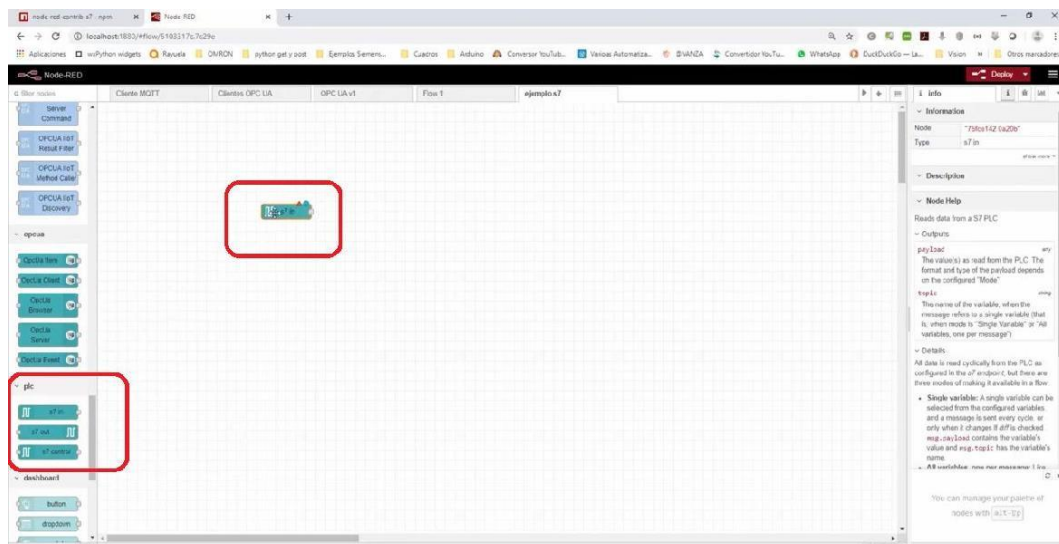 node-red-contrib-s7 - npm
Node-RED
localhost:1880/#flow/5103317c.7c29e
Aplicaciones
wxPython widgets
Rayuela
OMRON
python get y post
Ejemplos Siemens...
Cuadros
Arduino
Conversor YouTub...
Varioas Automatiza...
Convertidor YouTu...
WhatsApp
DuckDuckGo — La...
Vision
Otros marcadores
Node-RED
Deploy
filter nodes
Cliente MQTT
Clientes OPC UA
OPC UA v1
Flow 1
ejemplo s7
info
Server
Command
OPCUA IIoT
Result Filter
OPCUA IIoT
Method Caller
OPCUA IIoT
Discovery
opcua
OpcUa Item
OpcUa Client
OpcUa
Browser
OpcUa
Server
OpcUa Event
plc
s7 in
s7 out
s7 control
dashboard
button
dropdown
s7 in
Information
Node
Type
s7 in
show more
Description
Node Help
Reads data from a S7 PLC
Outputs
payload
any
The value(s) as read from the PLC. The
format and type of the payload depends
on the configured "Mode"
topic
string
The name of the variable, when the
message refers to a single variable (that
is, when mode is "Single Variable" or "All
variables, one per message")
Details
All data is read cyclically from the PLC as
configured in the s7 endpoint, but there are
three modes of making it available in a flow
Single variable: A single variable can be
selected from the configured variables,
and a message is sent every cycle, or
only when it changes if diff is checked.
msg.payload contains the variable's
value and msg.topic has the variable's
name.
All variables, one per message: Like
You can manage your palette of
nodes with